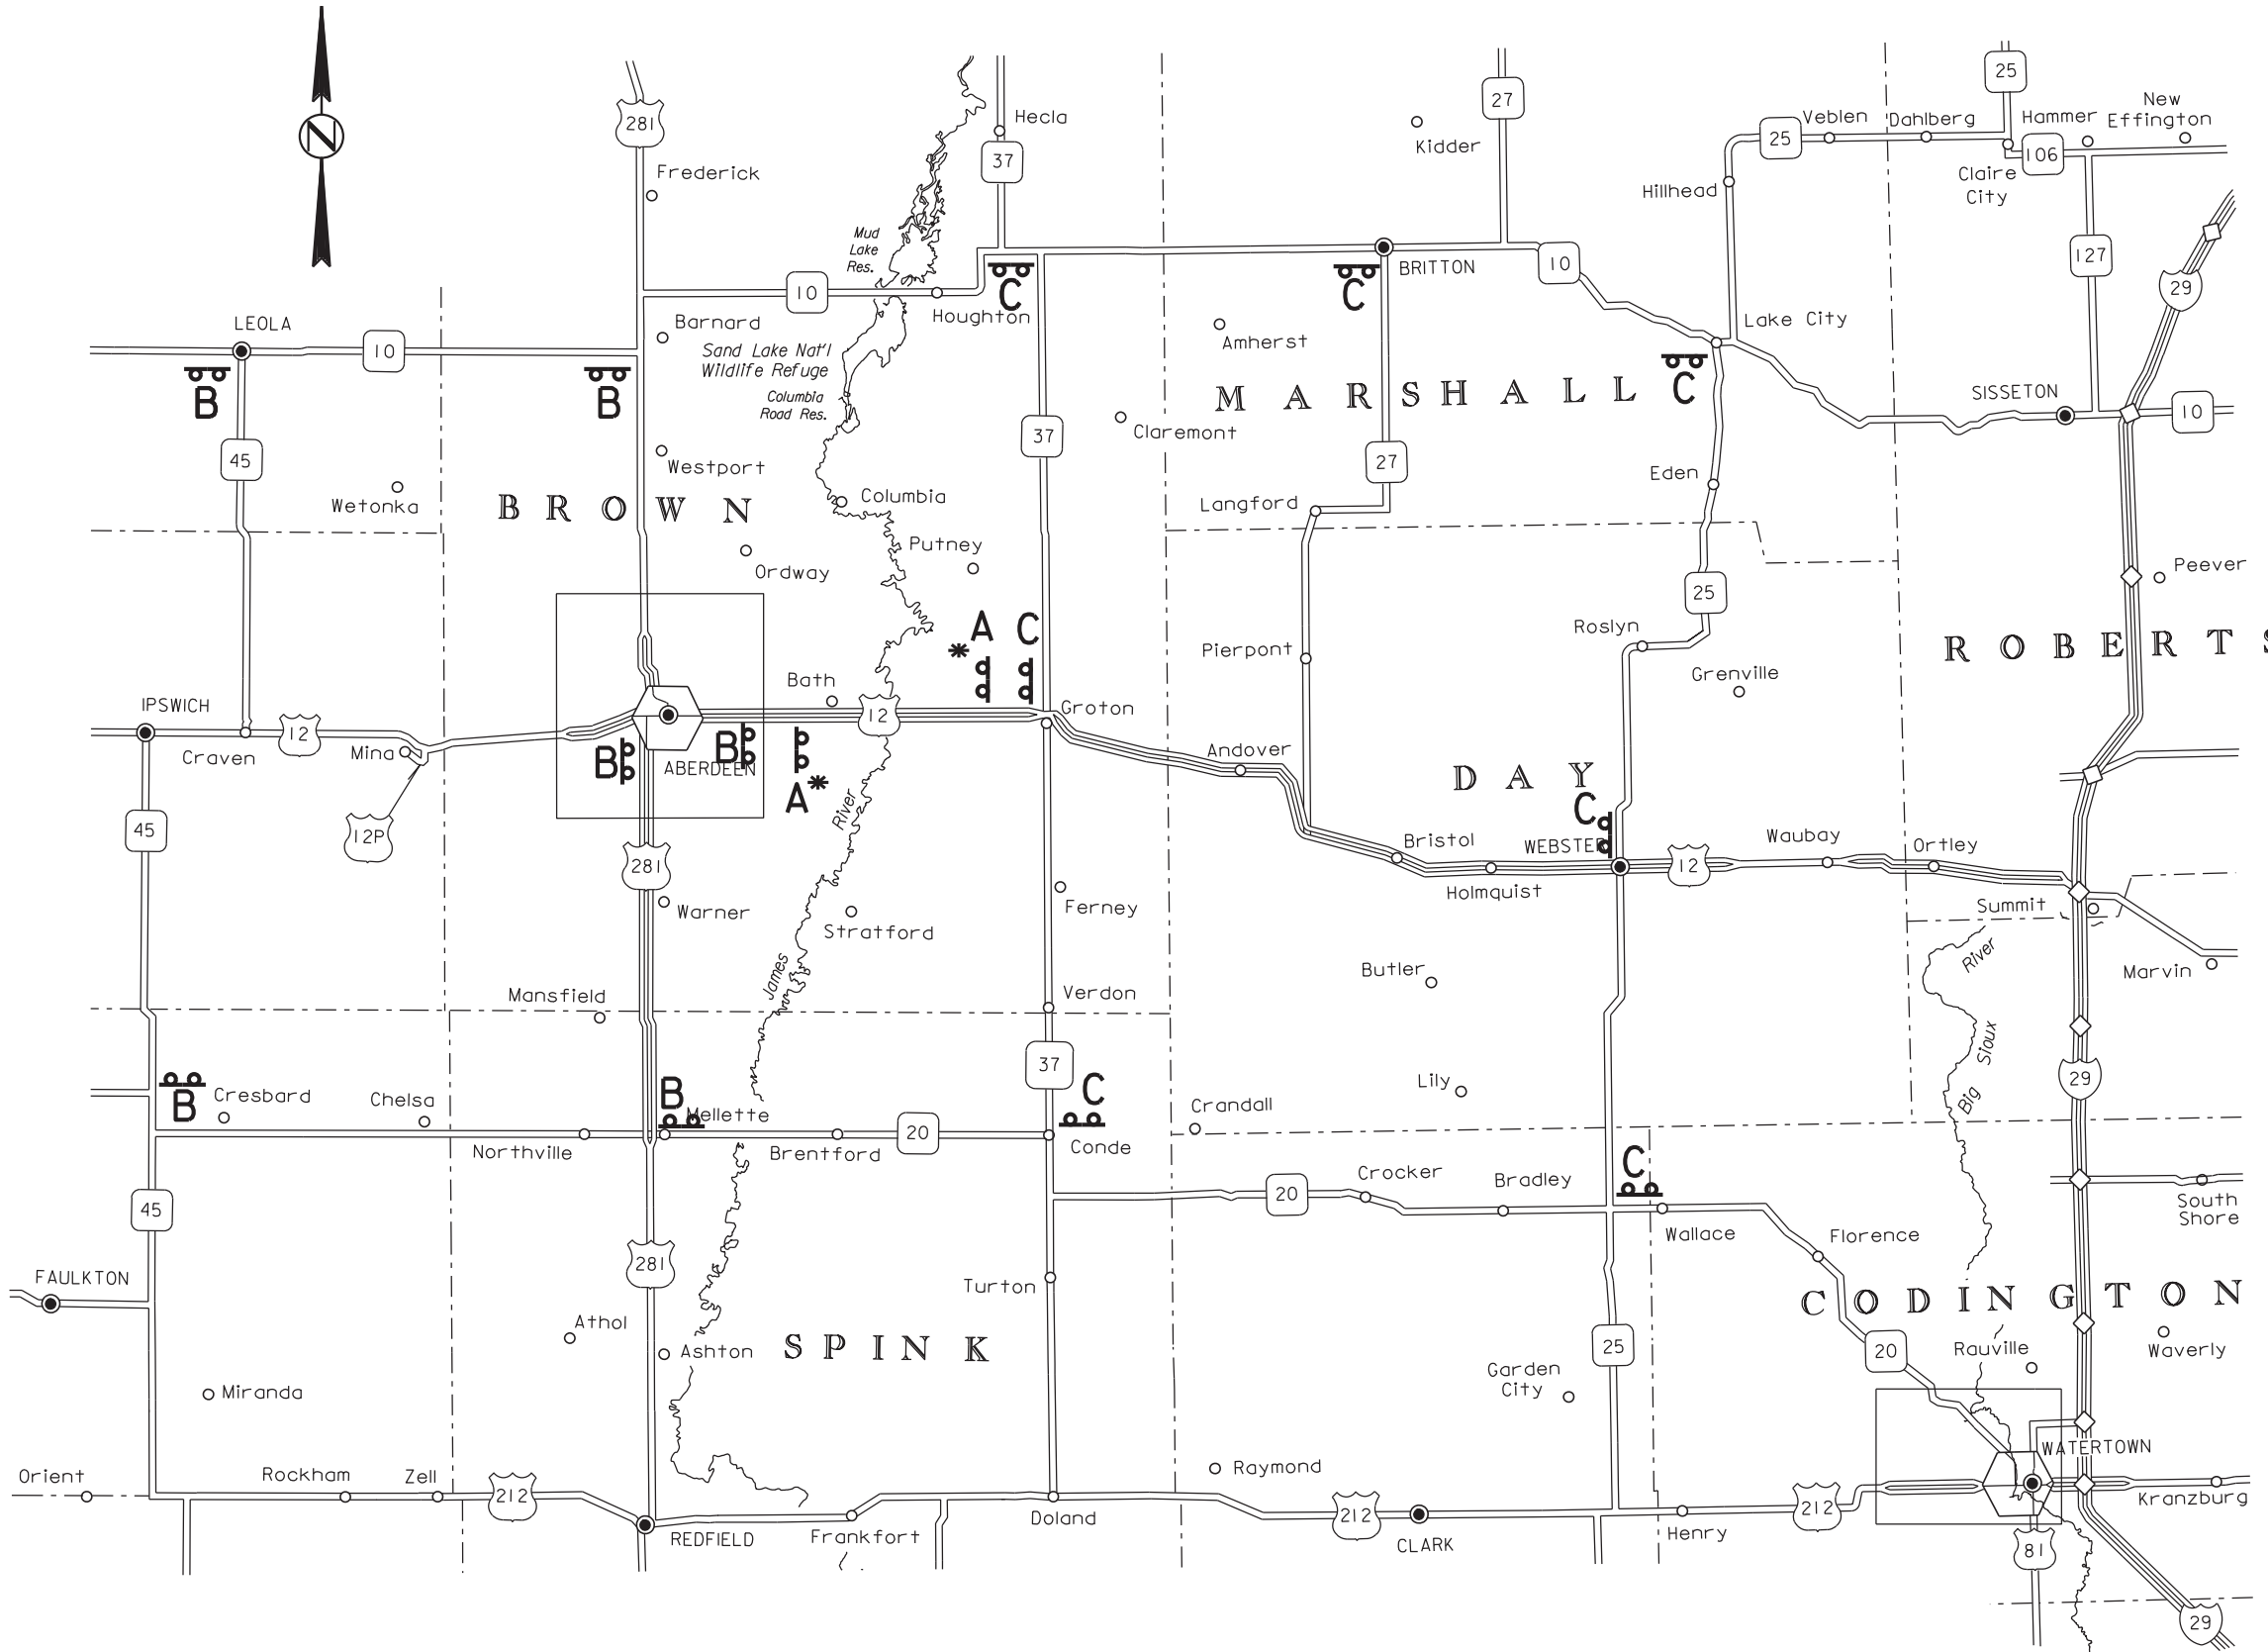 N
281
Hecla
27
Kidder
25
Veblen
Dahlberg
25
Hammer
New
Effington
37
Frederick
Hillhead
Claire
City
106
Mud
Lake
Res.
10
BRITTON
10
127
29
C
C
Houghton
LEOLA
10
Barnard
Sand Lake Nat'l
Wildlife Refuge
Columbia
Road Res.
Amherst
Lake City
B
B
MARSHALL
C
SISSETON
10
45
Westport
37
Claremont
27
Wetonka
BROWN
Columbia
Langford
Eden
Ordway
Putney
Peever
25
A
C
*
Pierpont
Roslyn
Grenville
ROBERTS
IPSWICH
Craven
12
Mina
Bath
12
Groton
Andover
B
B
ABERDEEN
A
*
DAY
C
45
12P
River
281
Bristol
WEBSTER
12
Waubay
Ortley
Holmquist
Warner
Stratford
Ferney
Summit
River
Marvin
James
Butler
Mansfield
Verdon
Sioux
37
29
B
Cresbard
Chelsa
B
Mellette
C
Lily
Big
Crandall
Northville
Brentford
20
Conde
C
45
20
Crocker
Bradley
Wallace
South
Shore
281
Florence
FAULKTON
Turton
CODINGTON
Athol
Ashton
SPINK
25
20
Rauville
Waverly
Miranda
Garden
City
WATERTOWN
Orient
Rockham
Zell
212
Raymond
212
212
Kranzburg
REDFIELD
Frankfort
Doland
CLARK
Henry
81
29